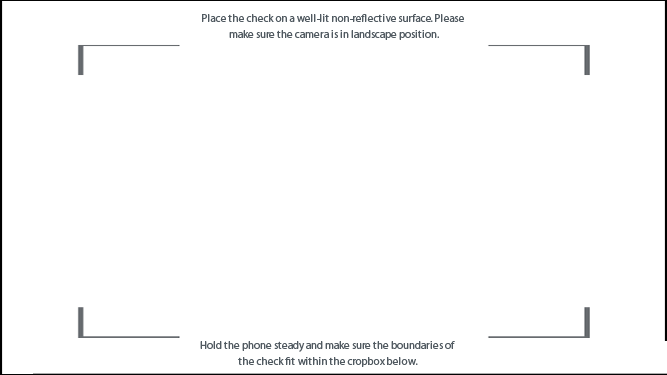 Place the check on a well-lit non-reflective surface. Please
make sure the camera is in landscape position.
Hold the phone steady and make sure the boundaries of
the check fit within the cropbox below.